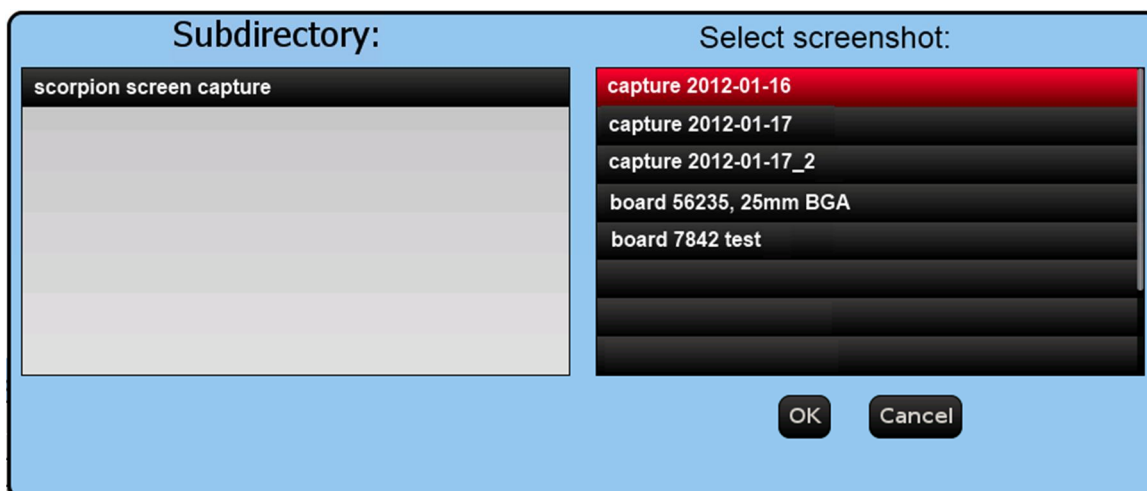 Subdirectory:
scorpion screen capture
Select screenshot:
capture 2012-01-16
capture 2012-01-17
capture 2012-01-17_2
board 56235, 25mm BGA
board 7842 test
OK
Cancel